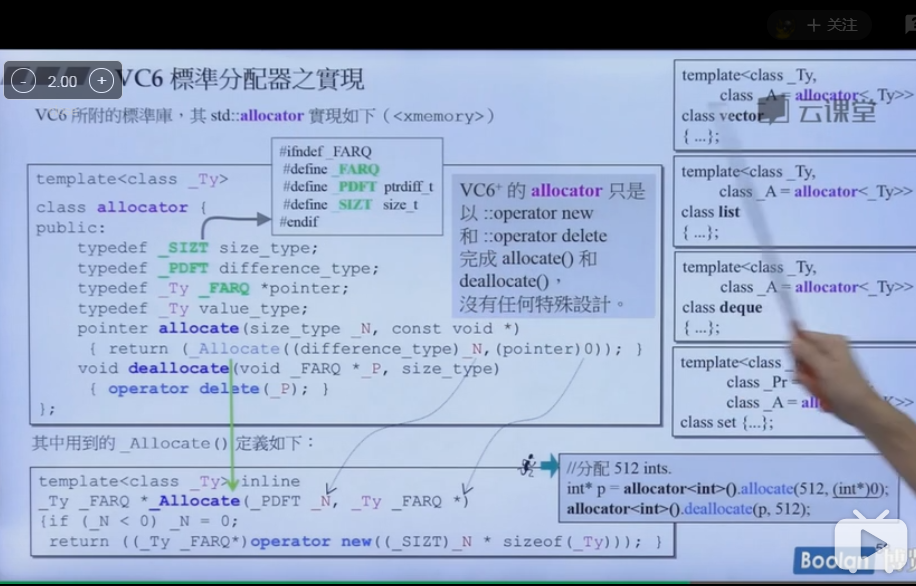 + 关注
- 2.00 +
VC6 標準分配器之實現
VC6 所附的標準庫，其 std::allocator 實現如下（<xmemory>）
#ifndef _FARQ
#define _FARQ
#define _PDFT ptrdiff_t
#define _SIZT size_t
#endif
template<class _Ty>
class allocator {
public:
typedef _SIZT size_type;
typedef _PDFT difference_type;
typedef _Ty _FARQ *pointer;
typedef _Ty value_type;
pointer allocate(size_type _N, const void *)
{ return (_Allocate((difference_type)_N,(pointer)0)); }
void deallocate(void _FARQ *_P, size_type)
{ operator delete(_P); }
};
VC6+ 的 allocator 只是
以 ::operator new
和 ::operator delete
完成 allocate() 和
deallocate()，
沒有任何特殊設計。
其中用到的 _Allocate() 定義如下：
template<class _Ty> inline
_Ty _FARQ *_Allocate(_PDFT _N, _Ty _FARQ *)
{if (_N < 0) _N = 0;
return ((_Ty _FARQ*)operator new((_SIZT)_N * sizeof(_Ty))); }
//分配 512 ints.
int* p = allocator<int>().allocate(512, (int*)0);
allocator<int>().deallocate(p, 512);
template<class _Ty,
class _A = allocator<_Ty>>
class vector
{ ...};
云课堂
template<class _Ty,
class _A = allocator<_Ty>>
class list
{ ...};
template<class _Ty,
class _A = allocator<_Ty>>
class deque
{ ...};
template<class
class _Pr =
class _A =
class set {...};
Boolan